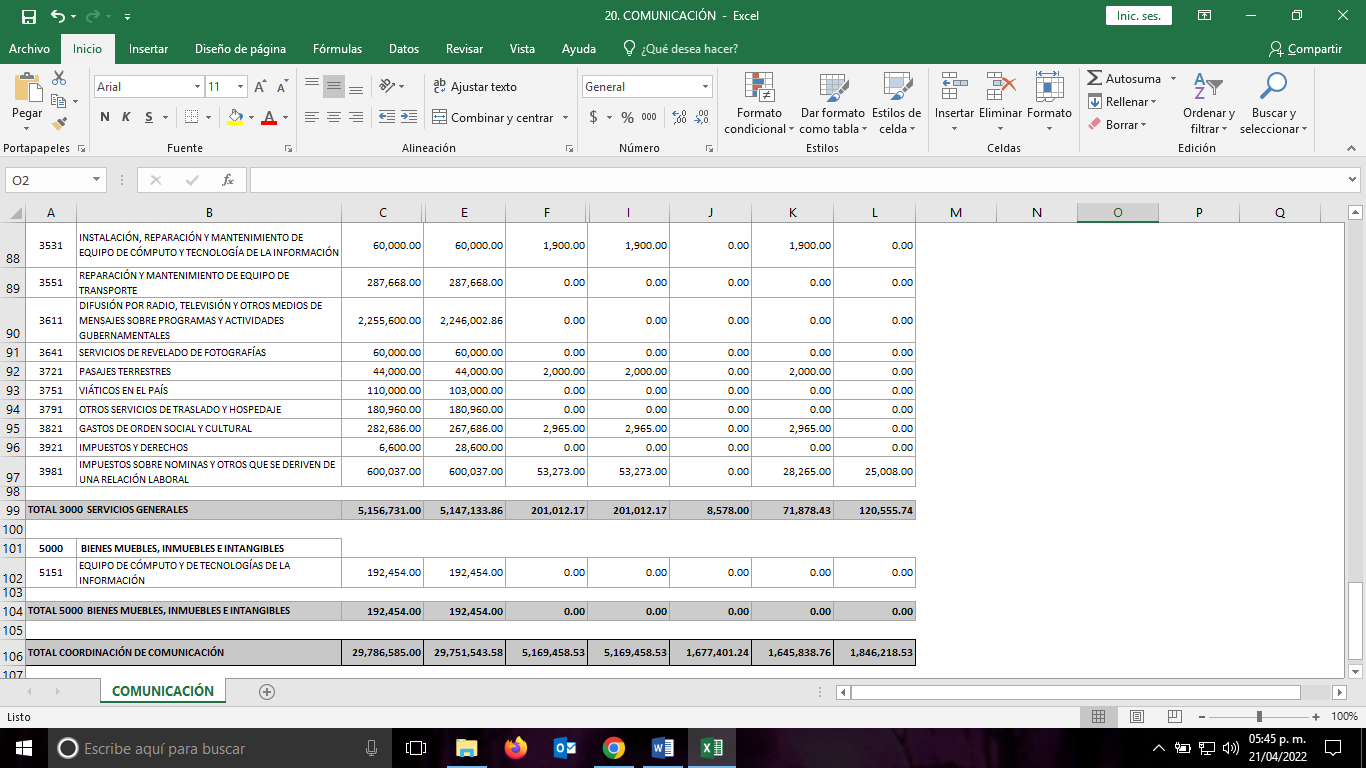 20. COMUNICACIÓN - Excel
Inic. ses.
Archivo Inicio Insertar Diseño de página Fórmulas Datos Revisar Vista Ayuda ¿Qué desea hacer? Compartir
Pegar
Arial 11 A A
N K S A
ab Ajustar texto
Combinar y centrar
General
$ % 000
Formato condicional
Dar formato como tabla
Estilos de celda
Insertar Eliminar Formato
Autosuma
Rellenar
Borrar
Ordenar y filtrar
Buscar y seleccionar
Portapapeles Fuente Alineación Número Estilos Celdas Edición
O2 fx
A B C E F I J K L M N O P Q
88 3531 INSTALACIÓN, REPARACIÓN Y MANTENIMIENTO DE
EQUIPO DE CÓMPUTO Y TECNOLOGÍA DE LA INFORMACIÓN 60,000.00 60,000.00 1,900.00 1,900.00 0.00 1,900.00 0.00
89 3551 REPARACIÓN Y MANTENIMIENTO DE EQUIPO DE
TRANSPORTE 287,668.00 287,668.00 0.00 0.00 0.00 0.00 0.00
90 3611 DIFUSIÓN POR RADIO, TELEVISIÓN Y OTROS MEDIOS DE
MENSAJES SOBRE PROGRAMAS Y ACTIVIDADES
GUBERNAMENTALES 2,255,600.00 2,246,002.86 0.00 0.00 0.00 0.00 0.00
91 3641 SERVICIOS DE REVELADO DE FOTOGRAFÍAS 60,000.00 60,000.00 0.00 0.00 0.00 0.00 0.00
92 3721 PASAJES TERRESTRES 44,000.00 44,000.00 2,000.00 2,000.00 0.00 2,000.00 0.00
93 3751 VIÁTICOS EN EL PAÍS 110,000.00 103,000.00 0.00 0.00 0.00 0.00 0.00
94 3791 OTROS SERVICIOS DE TRASLADO Y HOSPEDAJE 180,960.00 180,960.00 0.00 0.00 0.00 0.00 0.00
95 3821 GASTOS DE ORDEN SOCIAL Y CULTURAL 282,686.00 267,686.00 2,965.00 2,965.00 0.00 2,965.00 0.00
96 3921 IMPUESTOS Y DERECHOS 6,600.00 28,600.00 0.00 0.00 0.00 0.00 0.00
97 3981 IMPUESTOS SOBRE NOMINAS Y OTROS QUE SE DERIVEN DE
UNA RELACIÓN LABORAL 600,037.00 600,037.00 53,273.00 53,273.00 0.00 28,265.00 25,008.00
98
99 TOTAL 3000 SERVICIOS GENERALES 5,156,731.00 5,147,133.86 201,012.17 201,012.17 8,578.00 71,878.43 120,555.74
100
101 5000 BIENES MUEBLES, INMUEBLES E INTANGIBLES
102 5151 EQUIPO DE CÓMPUTO Y DE TECNOLOGÍAS DE LA
INFORMACIÓN 192,454.00 192,454.00 0.00 0.00 0.00 0.00 0.00
103
104 TOTAL 5000 BIENES MUEBLES, INMUEBLES E INTANGIBLES 192,454.00 192,454.00 0.00 0.00 0.00 0.00 0.00
105
106 TOTAL COORDINACIÓN DE COMUNICACIÓN 29,786,585.00 29,751,543.58 5,169,458.53 5,169,458.53 1,677,401.24 1,645,838.76 1,846,218.53
107
COMUNICACIÓN
Listo 100%
Escribe aquí para buscar
05:45 p. m.
21/04/2022